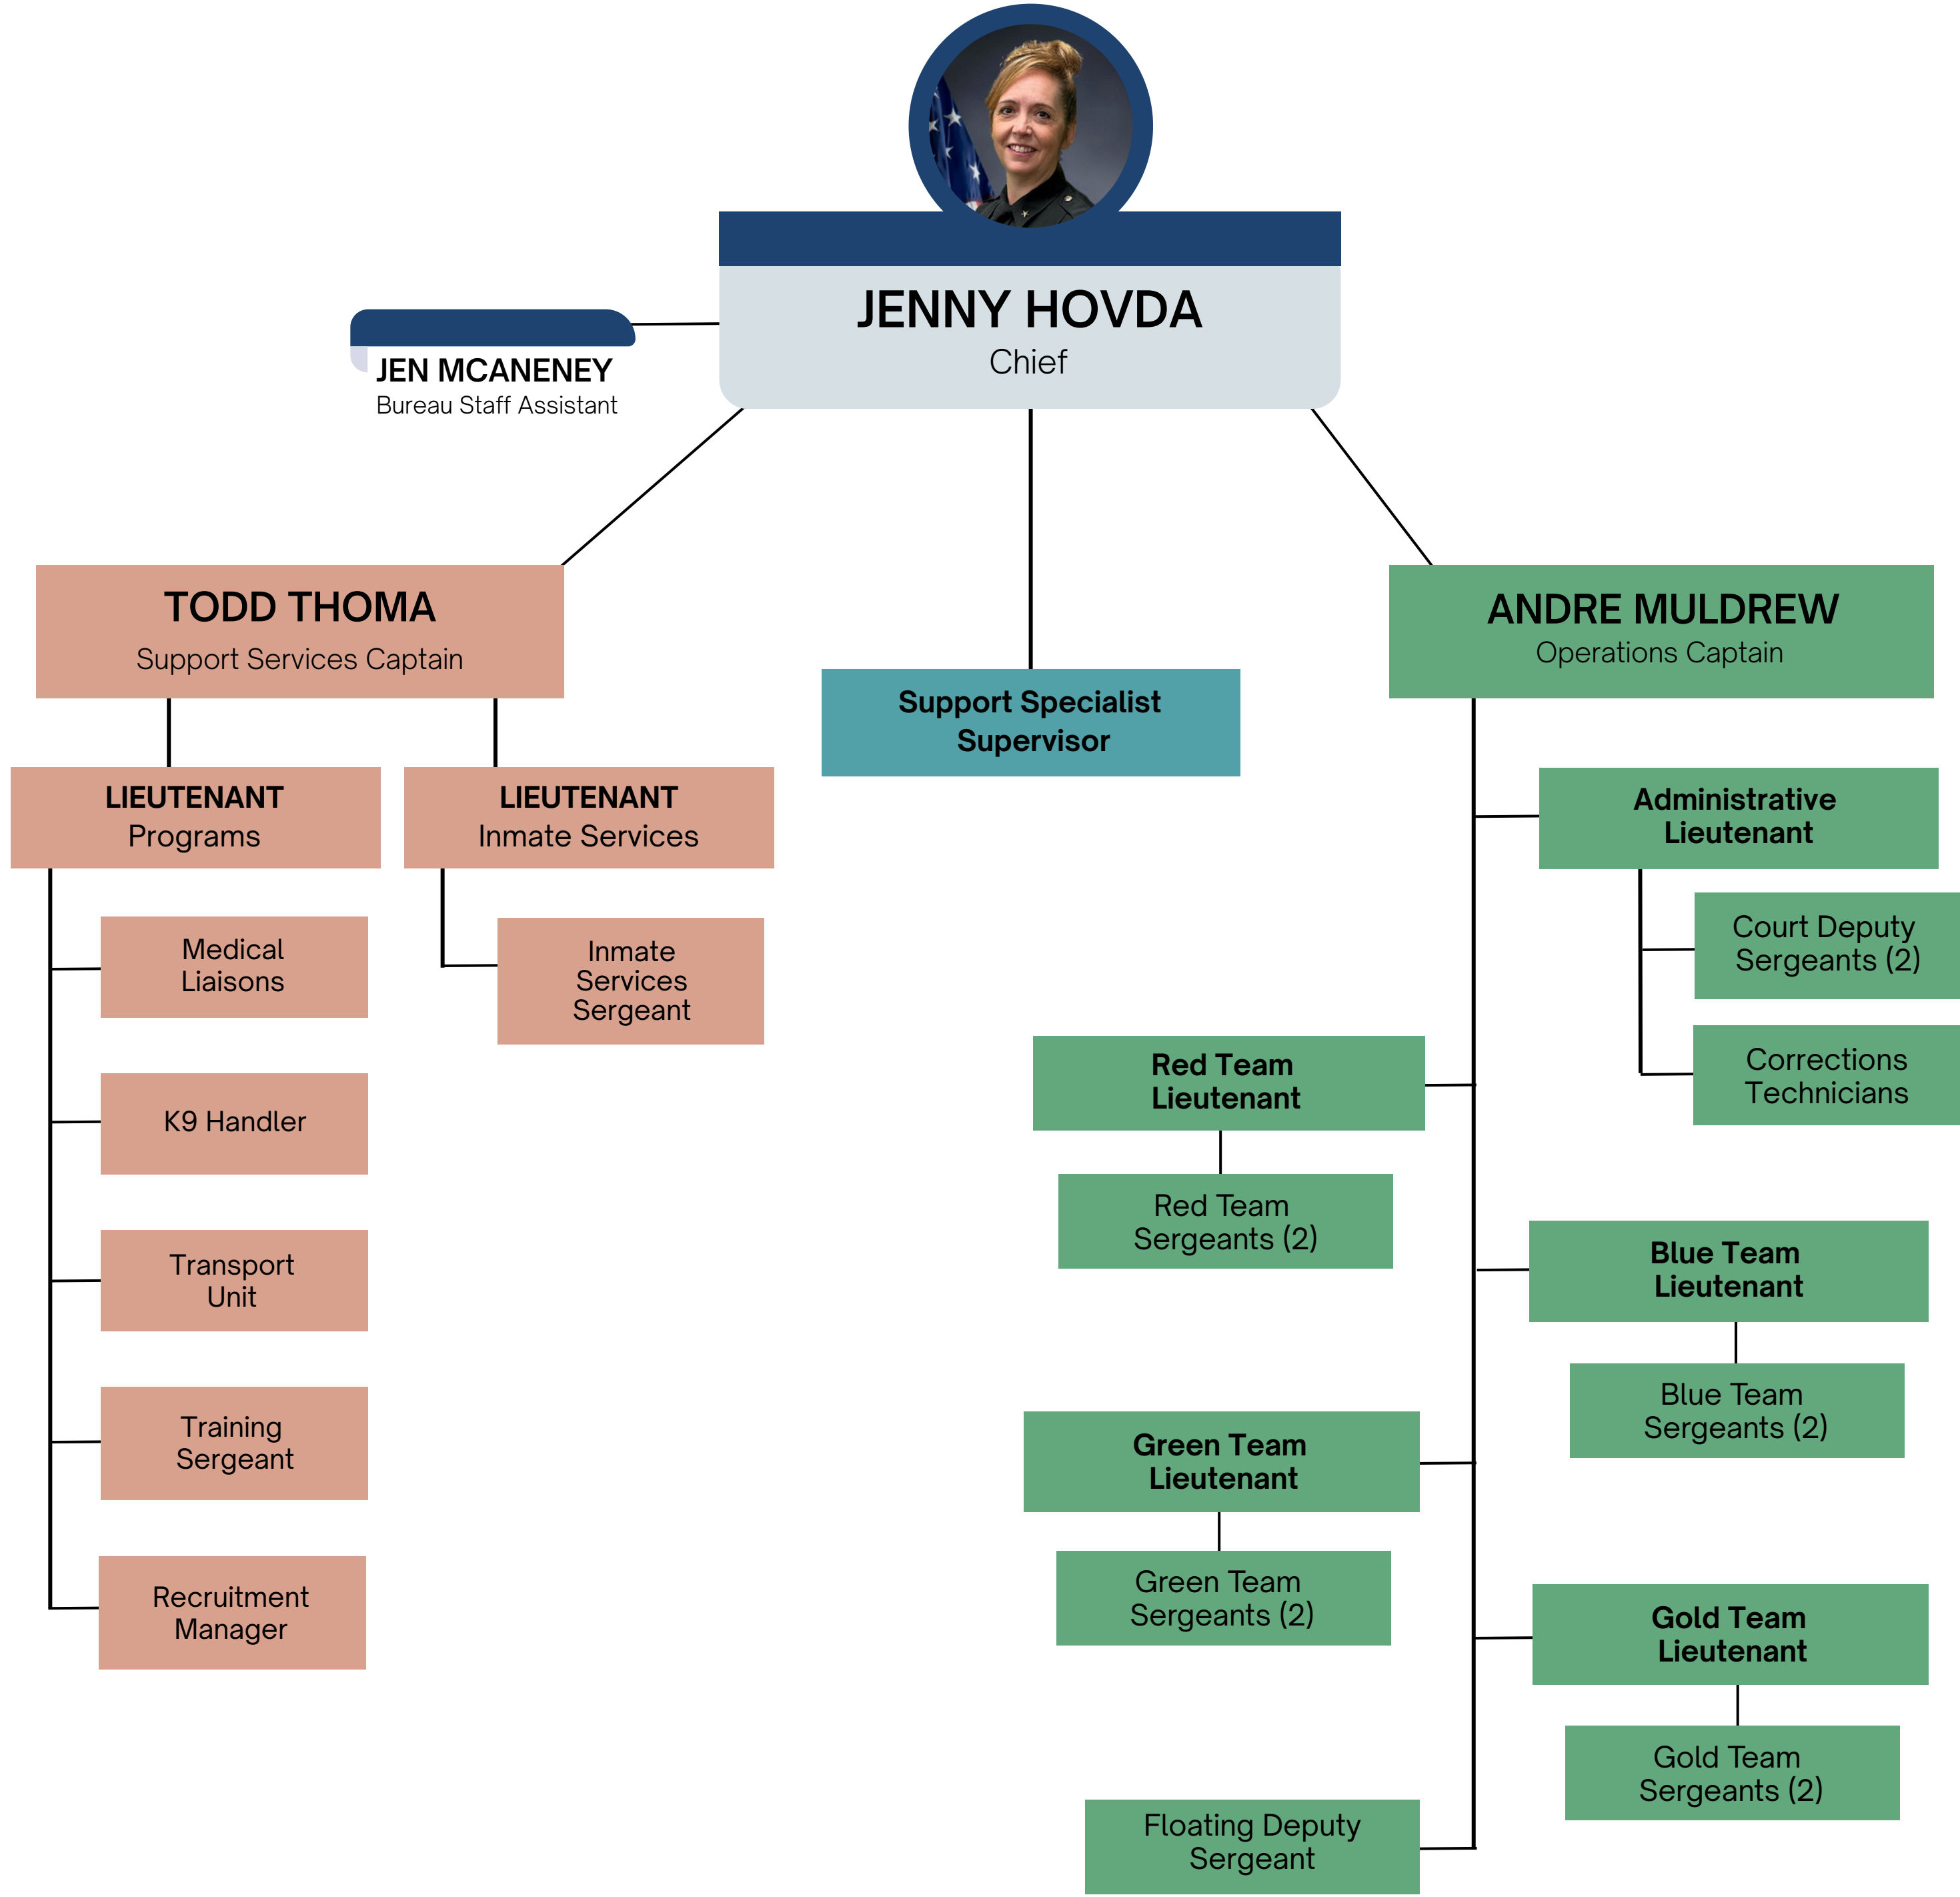 JENNY HOVDA
Chief
JEN MCANENEY
Bureau Staff Assistant
TODD THOMA
Support Services Captain
LIEUTENANT
Programs
Medical
Liaisons
K9 Handler
Transport
Unit
Training
Sergeant
Recruitment
Manager
LIEUTENANT
Inmate Services
Inmate
Services
Sergeant
Support Specialist
Supervisor
ANDRE MULDREW
Operations Captain
Administrative
Lieutenant
Court Deputy
Sergeants (2)
Corrections
Technicians
Red Team
Lieutenant
Red Team
Sergeants (2)
Blue Team
Lieutenant
Blue Team
Sergeants (2)
Green Team
Lieutenant
Green Team
Sergeants (2)
Gold Team
Lieutenant
Gold Team
Sergeants (2)
Floating Deputy
Sergeant